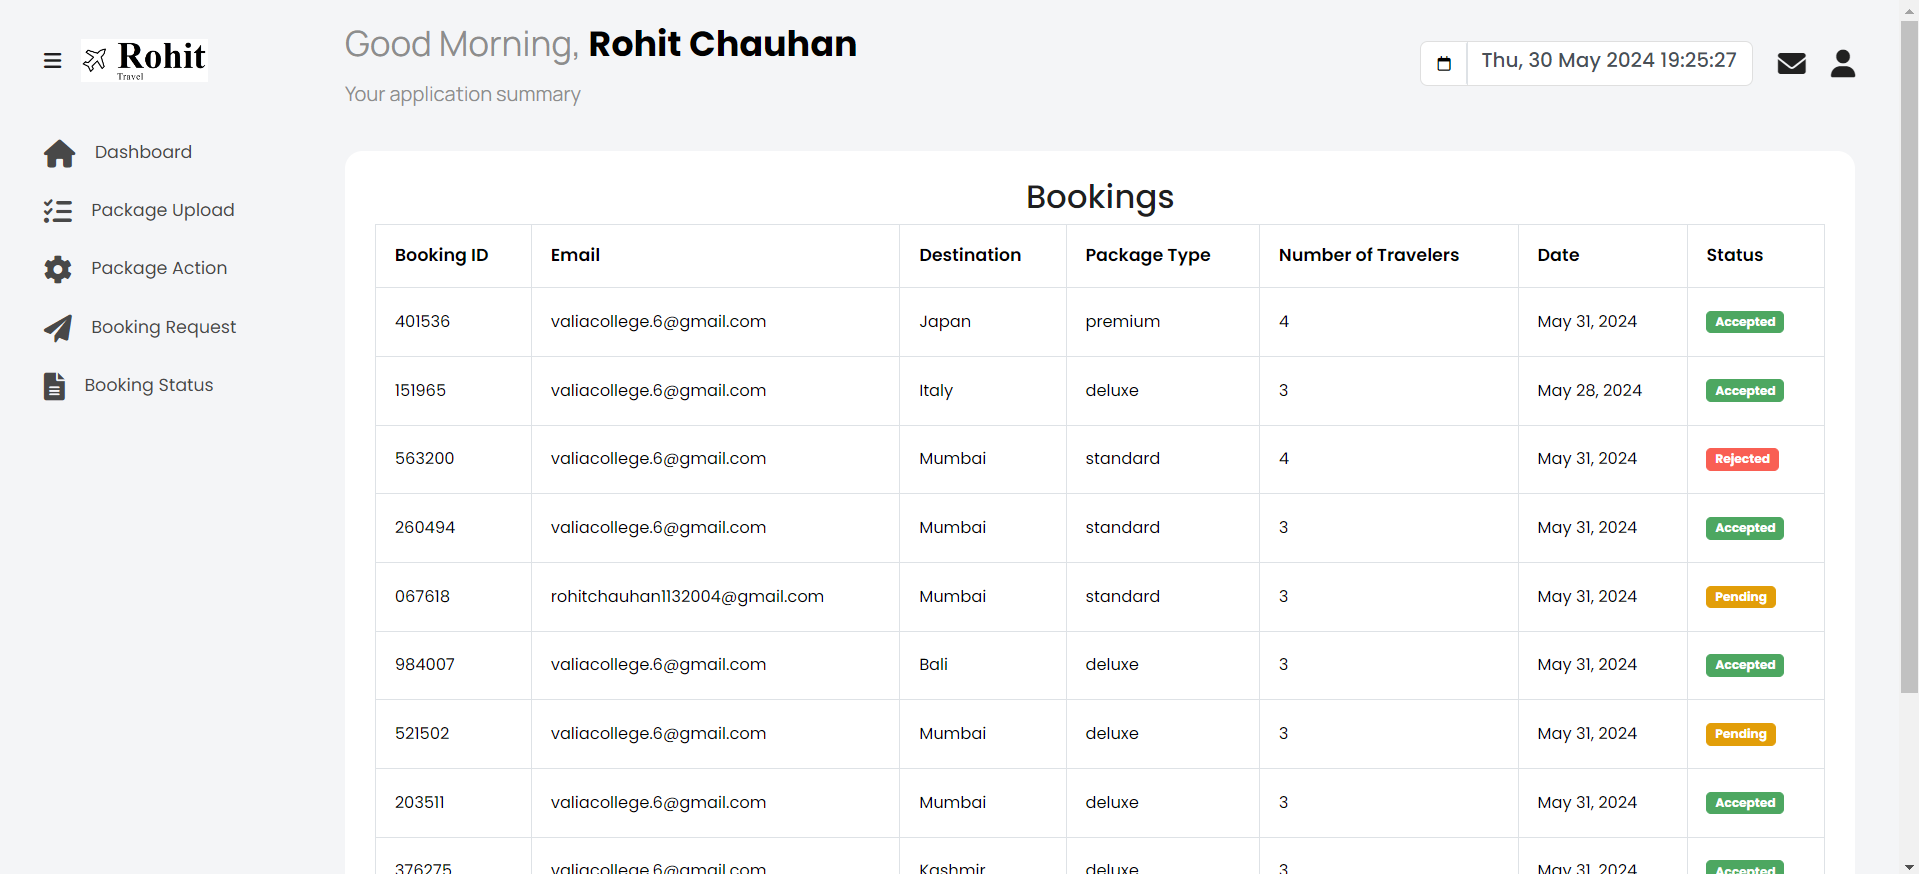 Rohit
Travel
Dashboard
Package Upload
Package Action
Booking Request
Booking Status
Good Morning, Rohit Chauhan
Your application summary
Thu, 30 May 2024 19:25:27
Bookings
Booking ID Email Destination Package Type Number of Travelers Date Status
401536 valiacollege.6@gmail.com Japan premium 4 May 31, 2024 Accepted
151965 valiacollege.6@gmail.com Italy deluxe 3 May 28, 2024 Accepted
563200 valiacollege.6@gmail.com Mumbai standard 4 May 31, 2024 Rejected
260494 valiacollege.6@gmail.com Mumbai standard 3 May 31, 2024 Accepted
067618 rohitchauhan1132004@gmail.com Mumbai standard 3 May 31, 2024 Pending
984007 valiacollege.6@gmail.com Bali deluxe 3 May 31, 2024 Accepted
521502 valiacollege.6@gmail.com Mumbai deluxe 3 May 31, 2024 Pending
203511 valiacollege.6@gmail.com Mumbai deluxe 3 May 31, 2024 Accepted
376275 valiacollege.6@gmail.com Kashmir deluxe 3 May 31, 2024 Accepted